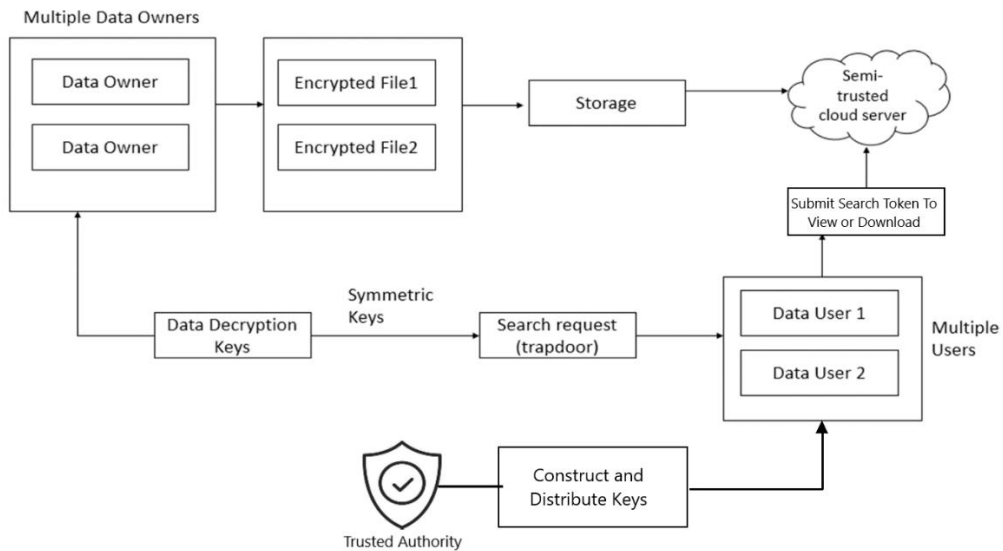 Multiple Data Owners
Data Owner
Data Owner
Encrypted File1
Encrypted File2
Storage
Semi-
trusted
cloud server
Submit Search Token To
View or Download
Symmetric
Keys
Data Decryption
Keys
Search request
(trapdoor)
Data User 1
Data User 2
Multiple
Users
Construct and
Distribute Keys
Trusted Authority